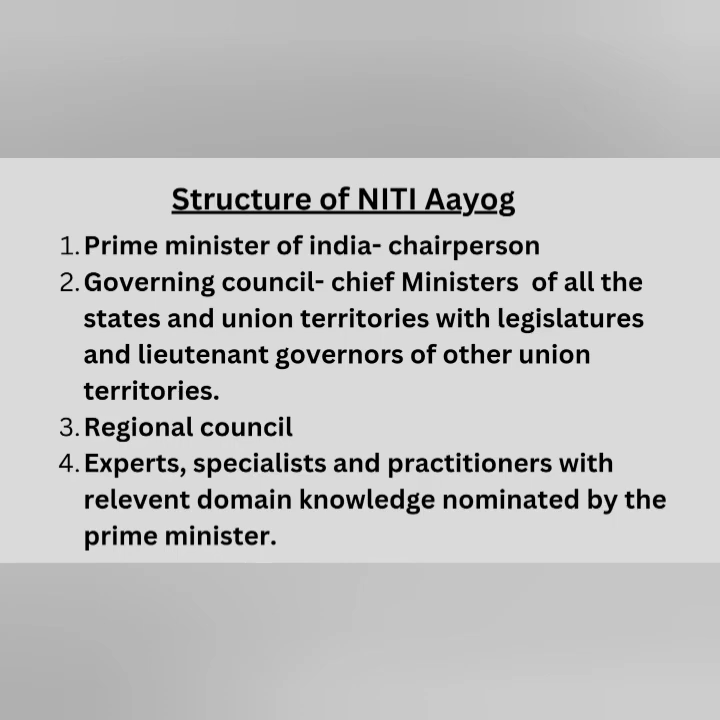 Structure of NITI Aayog
1. Prime minister of india- chairperson
2. Governing council- chief Ministers of all the
states and union territories with legislatures
and lieutenant governors of other union
territories.
3. Regional council
4. Experts, specialists and practitioners with
relevent domain knowledge nominated by the
prime minister.